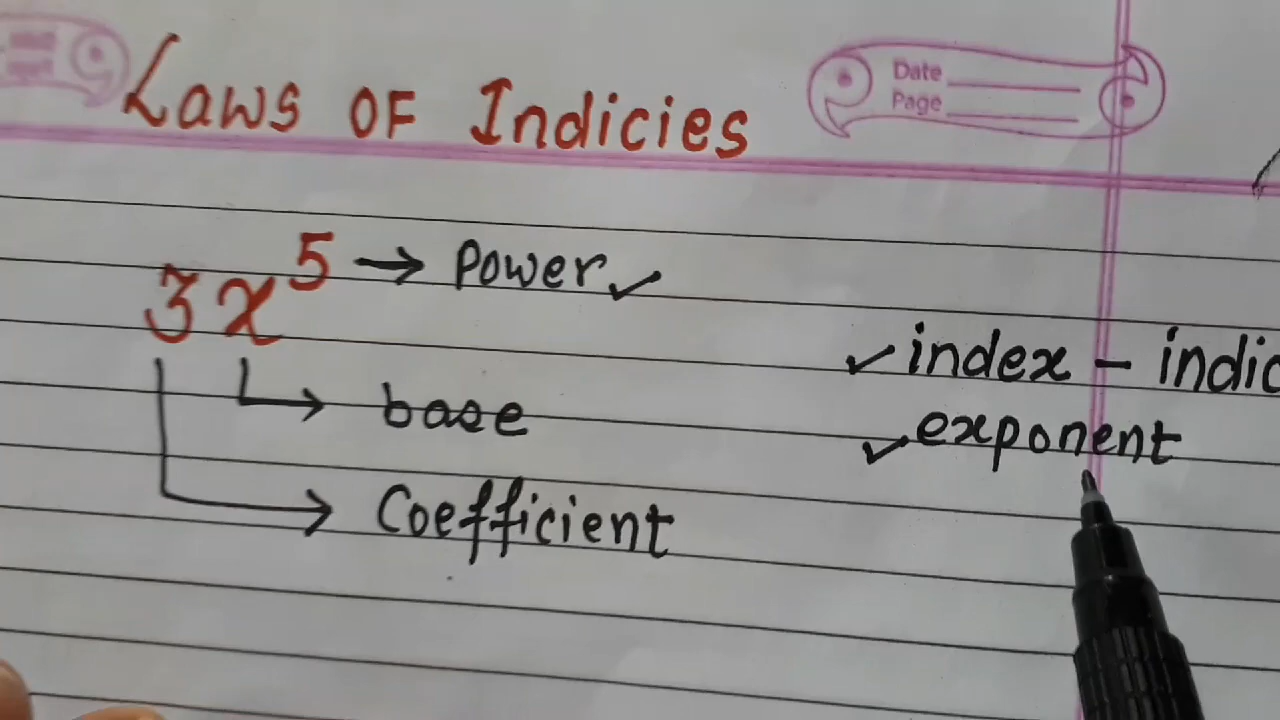 Laws OF Indicies
Date
Page
3x⁵ → Power ✓
✓ index - indic
→ base
✓ exponent
→ Coefficient